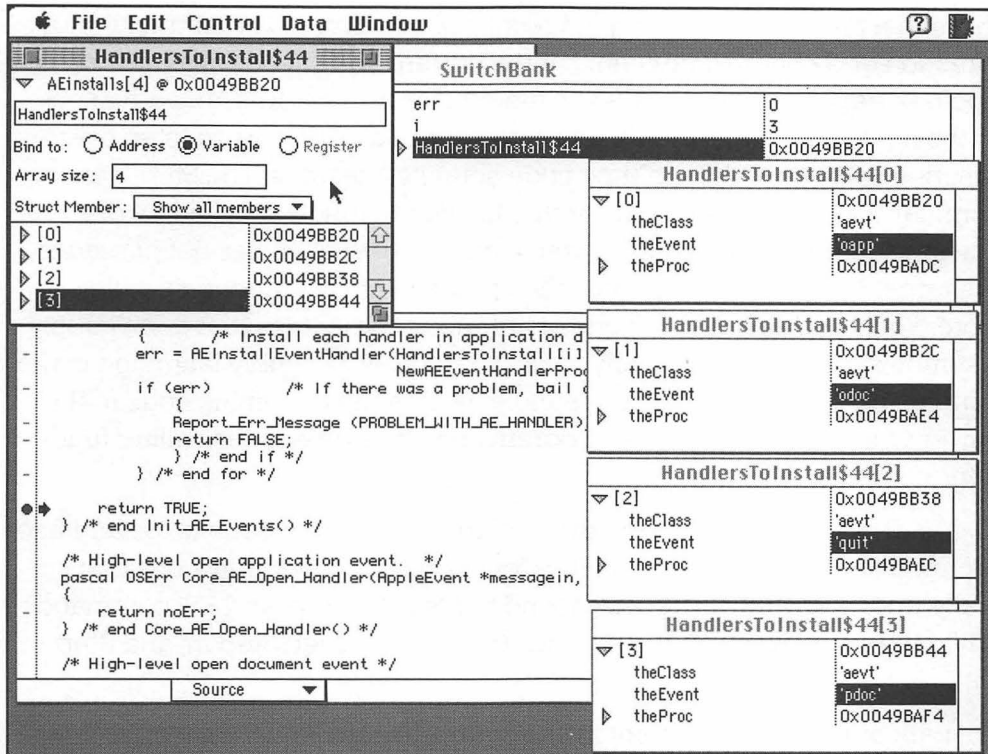 File Edit Control Data Window
HandlersToInstall$44
AEinstalls[4] @ 0x0049BB20
HandlersToInstall$44
Bind to: Address Variable Register
Array size: 4
Struct Member: Show all members
[0] 0x0049BB20
[1] 0x0049BB2C
[2] 0x0049BB38
[3] 0x0049BB44
SwitchBank
err 0
i 3
HandlersToInstall$44 0x0049BB20
HandlersToInstall$44[0]
[0] 0x0049BB20
theClass 'aevt'
theEvent 'oapp'
theProc 0x0049BADC
HandlersToInstall$44[1]
[1] 0x0049BB2C
theClass 'aevt'
theEvent 'odoc'
theProc 0x0049BAE4
HandlersToInstall$44[2]
[2] 0x0049BB38
theClass 'aevt'
theEvent 'quit'
theProc 0x0049BAEC
HandlersToInstall$44[3]
[3] 0x0049BB44
theClass 'aevt'
theEvent 'pdoc'
theProc 0x0049BAF4
{ /* Install each handler in application d
err = AEInstallEventHandler(HandlersToInstall[i]
NewAEEventHandlerProc
if (err) /* If there was a problem, bail o
{
Report_Err_Message (PROBLEM_WITH_AE_HANDLER)
return FALSE;
} /* end if */
} /* end for */
return TRUE;
} /* end Init_AE_Events() */
/* High-level open application event. */
pascal OSErr Core_AE_Open_Handler(AppleEvent *messagein,
{
return noErr;
} /* end Core_AE_Open_Handler() */
/* High-level open document event */
Source